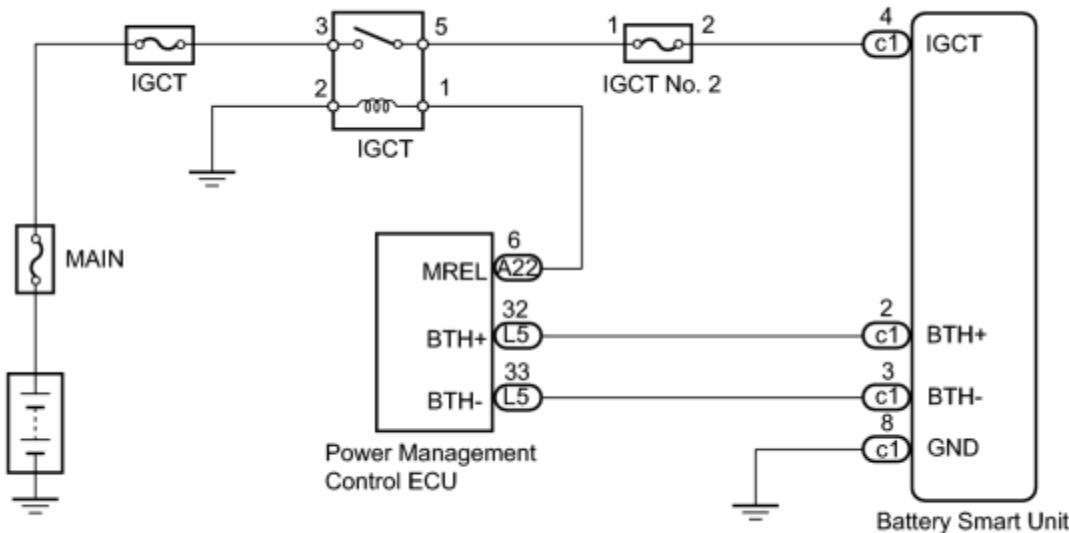 3
5
1
2
4
c1
IGCT
IGCT
IGCT No. 2
2
1
IGCT
MAIN
6
MREL
A22
32
BTH+
L5
2
c1
BTH+
33
BTH-
L5
3
c1
BTH-
8
c1
GND
Power Management
Control ECU
Battery Smart Unit